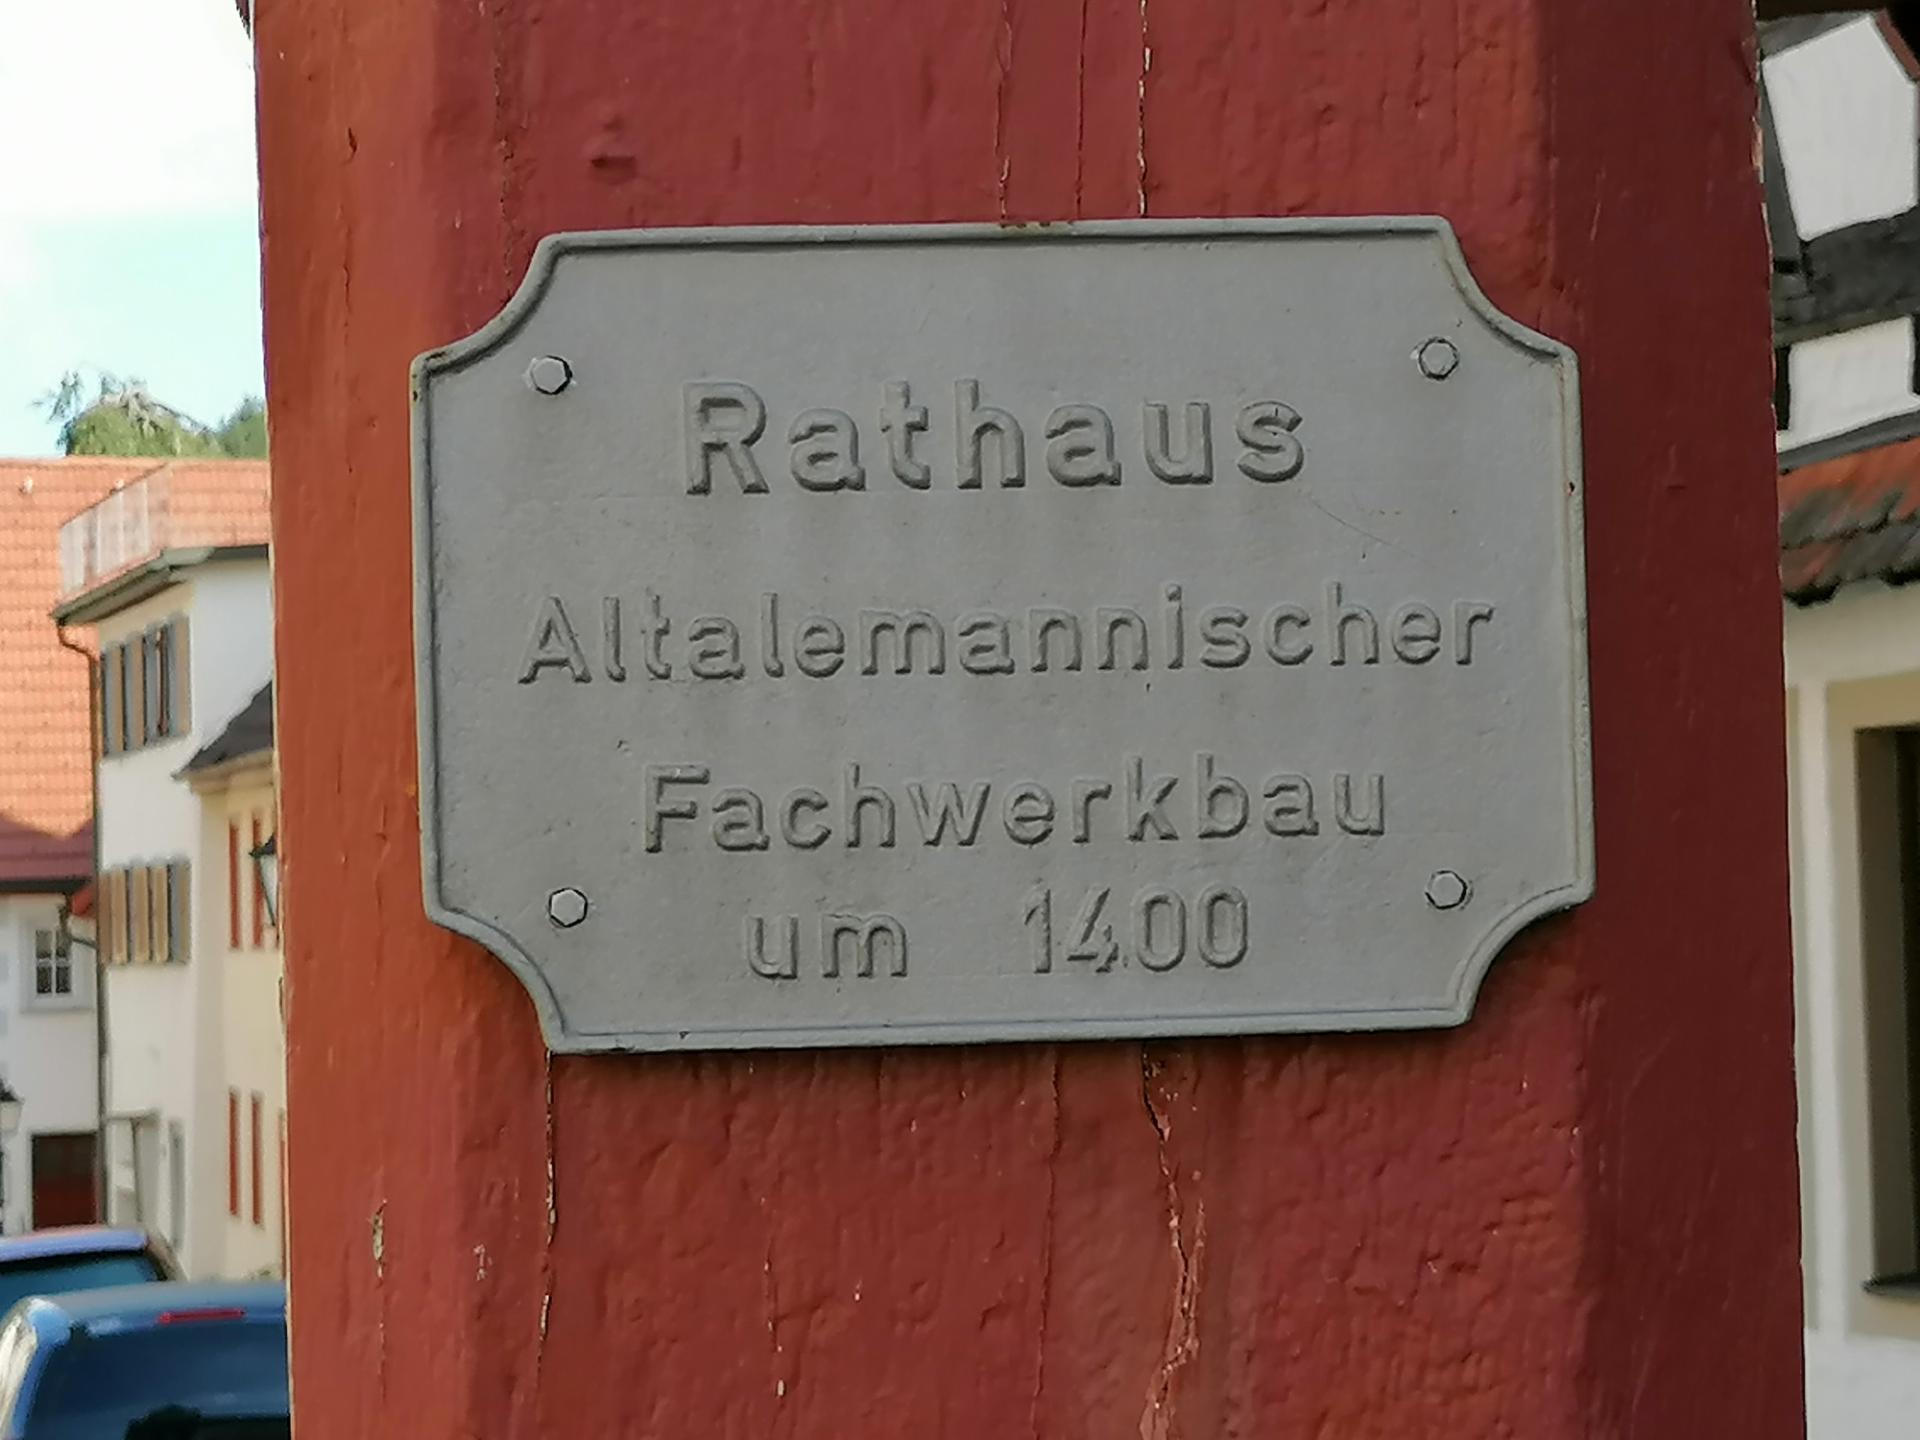 Rathaus
Altalemannischer
Fachwerkbau
um 1400